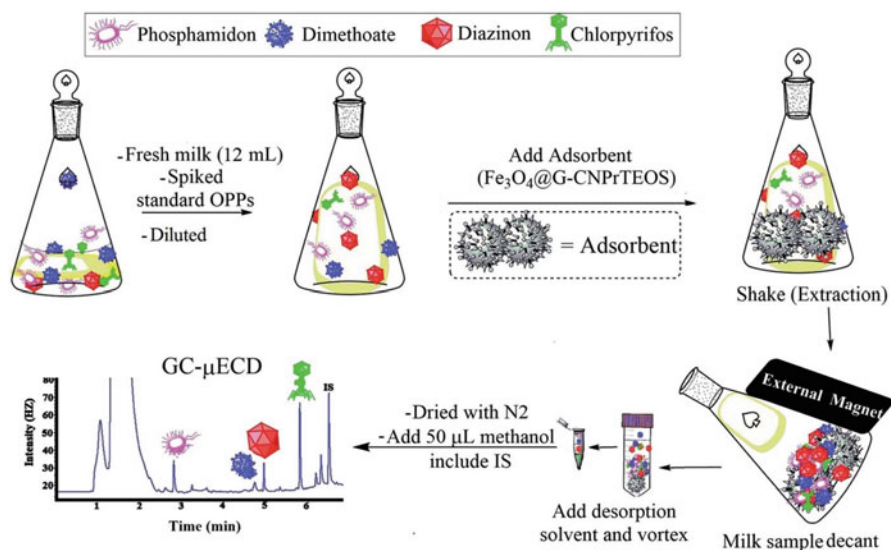 Phosphamidon
Dimethoate
Diazinon
Chlorpyrifos
-Fresh milk (12 mL)
-Spiked
standard OPPs
-Diluted
Add Adsorbent
(Fe₃O₄@G-CNPrTEOS)
= Adsorbent
Shake (Extraction)
External Magnet
Milk sample decant
Add desorption
solvent and vortex
-Dried with N2
-Add 50 μL methanol
include IS
GC-μECD
IS
Intensity (HZ)
80
70
60
50
40
30
20
1 2 3 4 5 6
Time (min)